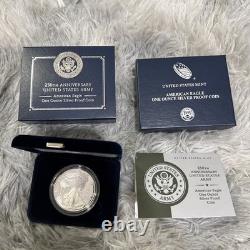 250TH ANNIVERSARY
UNITED STATES ARMY
American Eagle
One Ounce Silver Proof Coin
UNITED STATES MINT
AMERICAN EAGLE
ONE OUNCE SILVER PROOF COIN
UNITED STATES MINT
250TH
ANNIVERSARY
UNITED STATES
ARMY
American Eagle
One Ounce
Silver Proof
Coin